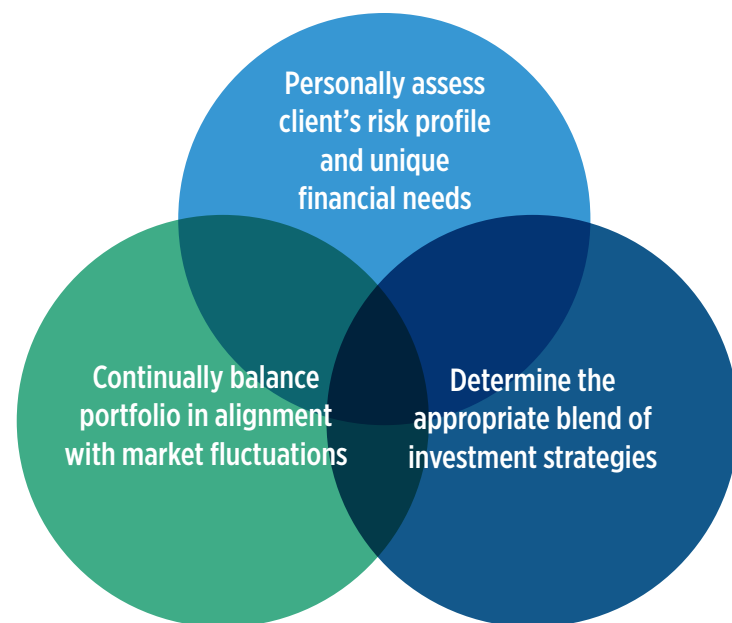 Personally assess
client’s risk profile
and unique
financial needs
Continually balance
portfolio in alignment
with market fluctuations
Determine the
appropriate blend of
investment strategies